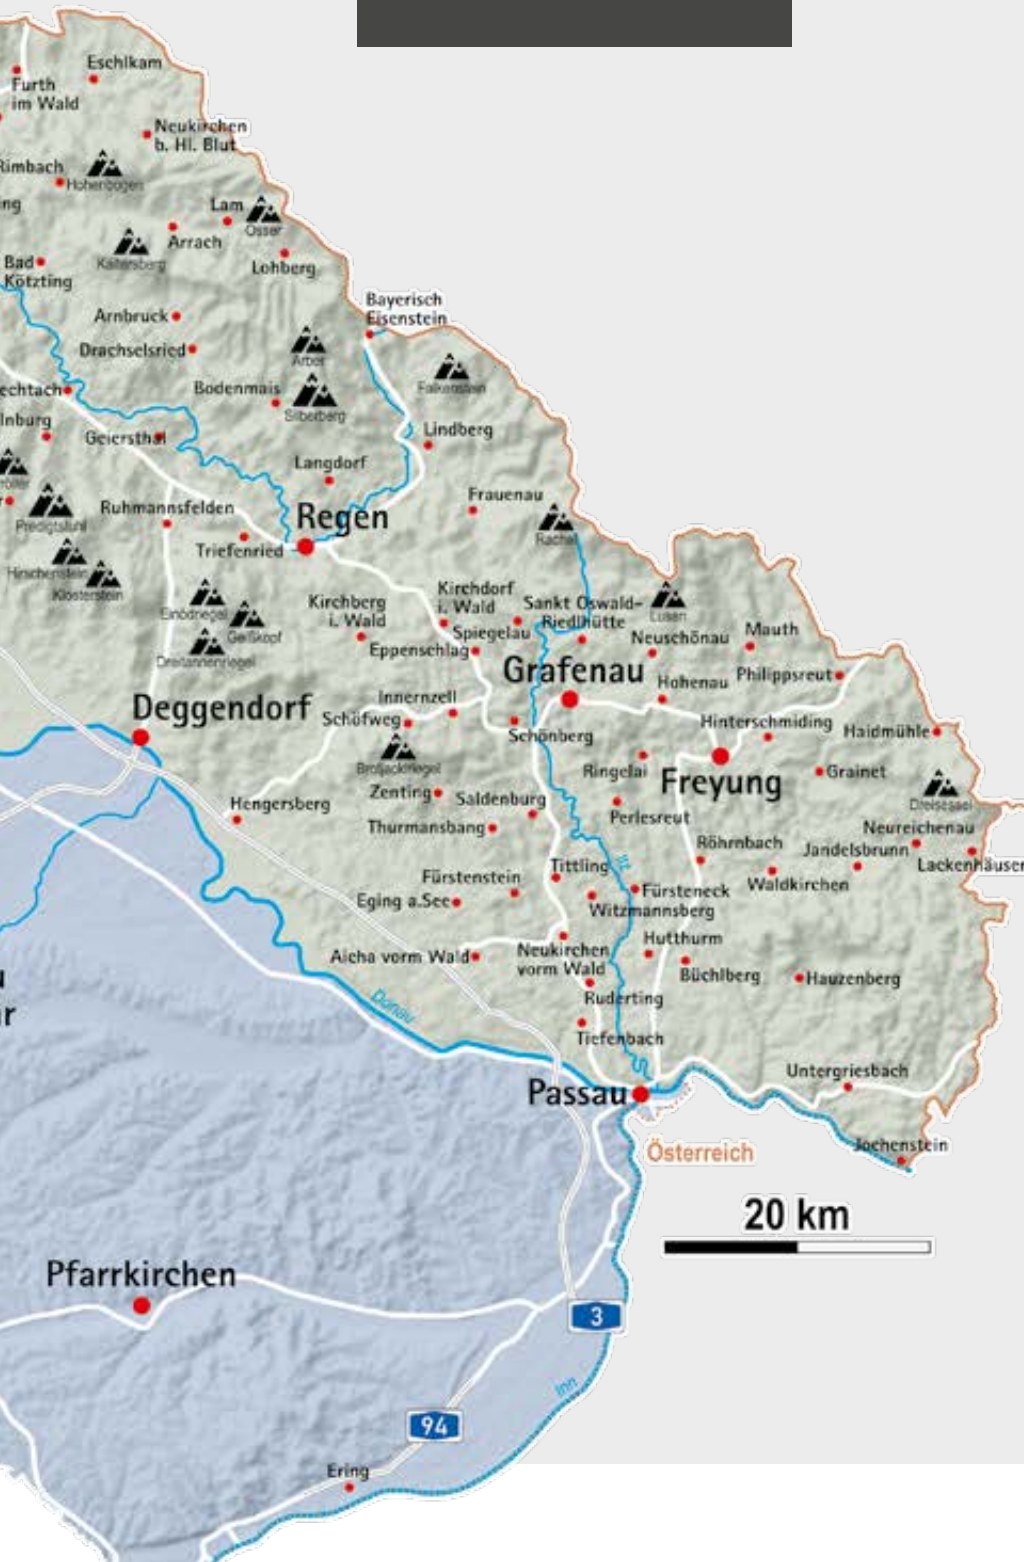 Eschlkam
Furth
im Wald
Neukirchen
b. Hl. Blut
Rimbach
Hohenbogen
ng
Lam
Osser
Arrach
Kaitersberg
Lohberg
Bad
Kötzting
Bayerisch
Eisenstein
Arnbruck
Drachselsried
Arber
Falkenstein
echtach
Bodenmais
Silberberg
lnburg
Geiersthal
Lindberg
Langdorf
Frauenau
Predigtstuhl
Ruhmannsfelden
Regen
Rachel
Triefenried
Hirschenstein
Klosterstein
Kirchdorf
i. Wald
Kirchberg
i. Wald
Sankt Oswald-
Riedlhütte
Lusen
Einödriegel
Geißkopf
Spiegelau
Neuschönau
Mauth
Eppenschlag
Dreitannenriegel
Grafenau
Hohenau
Philippsreut
Deggendorf
Innernzell
Schöfweg
Schönberg
Hinterschmiding
Haidmühle
Brotjacklriegel
Ringelai
Freyung
Grainet
Zenting
Saldenburg
Dreisessel
Hengersberg
Perlesreut
Thurmansbang
Neureichenau
Röhrnbach
Jandelsbrunn
Lackenhäuser
Ilz
Tittling
Fürstenstein
Waldkirchen
Fürsteneck
Eging a.See
Witzmannsberg
Hutthurm
Neukirchen
vorm Wald
Aicha vorm Wald
Büchlberg
Hauzenberg
Donau
Ruderting
Tiefenbach
Untergriesbach
Passau
Jochenstein
Österreich
20 km
Pfarrkirchen
3
Inn
94
Ering